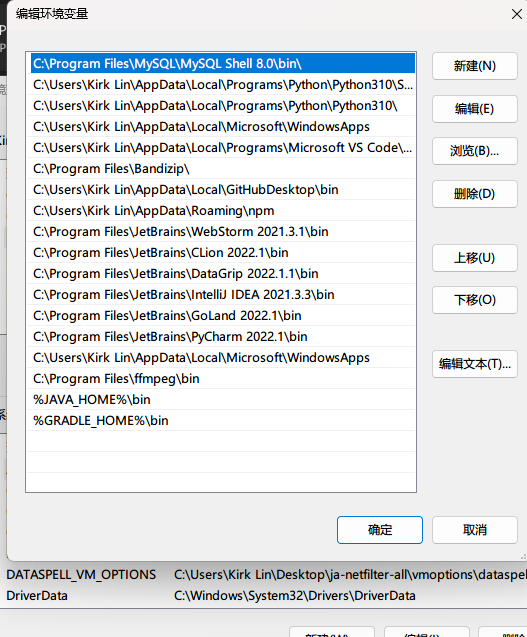 编辑环境变量
C:\Program Files\MySQL\MySQL Shell 8.0\bin\
C:\Users\Kirk Lin\AppData\Local\Programs\Python\Python310\S...
C:\Users\Kirk Lin\AppData\Local\Programs\Python\Python310\
C:\Users\Kirk Lin\AppData\Local\Microsoft\WindowsApps
C:\Users\Kirk Lin\AppData\Local\Programs\Microsoft VS Code\...
C:\Program Files\Bandizip\
C:\Users\Kirk Lin\AppData\Local\GitHubDesktop\bin
C:\Users\Kirk Lin\AppData\Roaming\npm
C:\Program Files\JetBrains\WebStorm 2021.3.1\bin
C:\Program Files\JetBrains\CLion 2022.1\bin
C:\Program Files\JetBrains\DataGrip 2022.1.1\bin
C:\Program Files\JetBrains\IntelliJ IDEA 2021.3.3\bin
C:\Program Files\JetBrains\GoLand 2022.1\bin
C:\Program Files\JetBrains\PyCharm 2022.1\bin
C:\Users\Kirk Lin\AppData\Local\Microsoft\WindowsApps
C:\Program Files\ffmpeg\bin
%JAVA_HOME%\bin
%GRADLE_HOME%\bin
新建(N)
编辑(E)
浏览(B)...
删除(D)
上移(U)
下移(O)
编辑文本(T)...
确定
取消
DATASPELL_VM_OPTIONS C:\Users\Kirk Lin\Desktop\ja-netfilter-all\vmoptions\dataspel
DriverData C:\Windows\System32\Drivers\DriverData